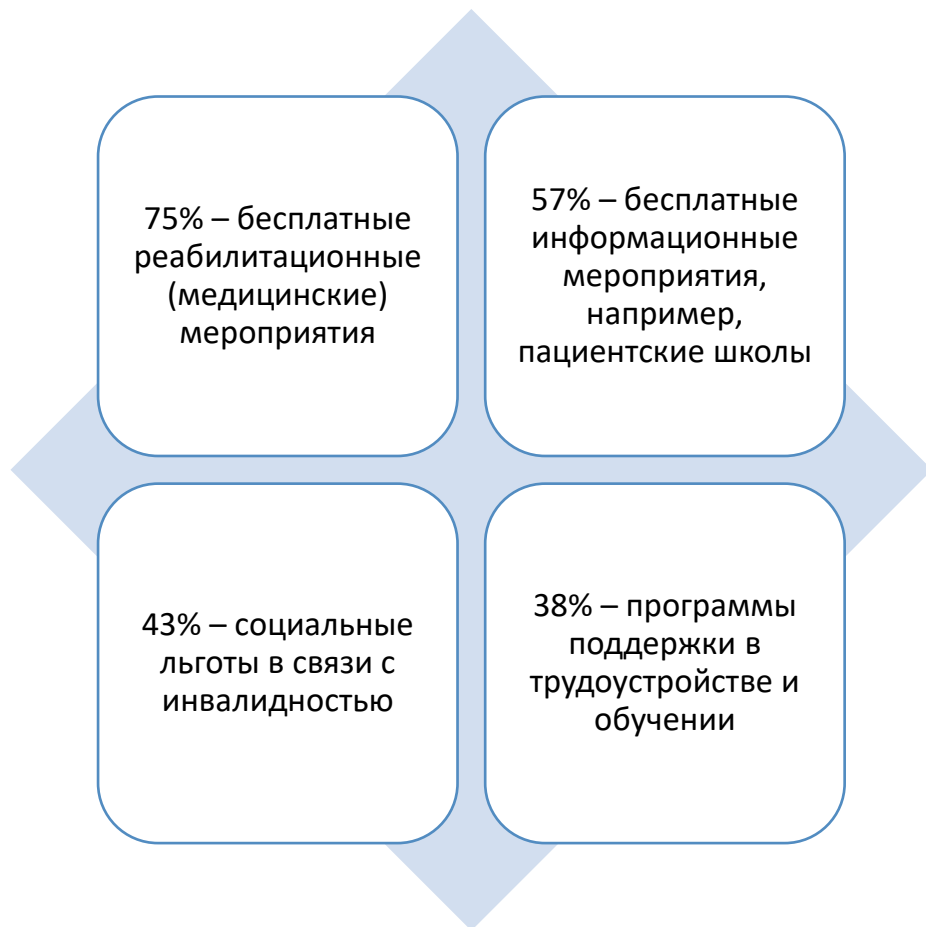 75% – бесплатные
реабилитационные
(медицинские)
мероприятия
57% – бесплатные
информационные
мероприятия,
например,
пациентские школы
43% – социальные
льготы в связи с
инвалидностью
38% – программы
поддержки в
трудоустройстве и
обучении